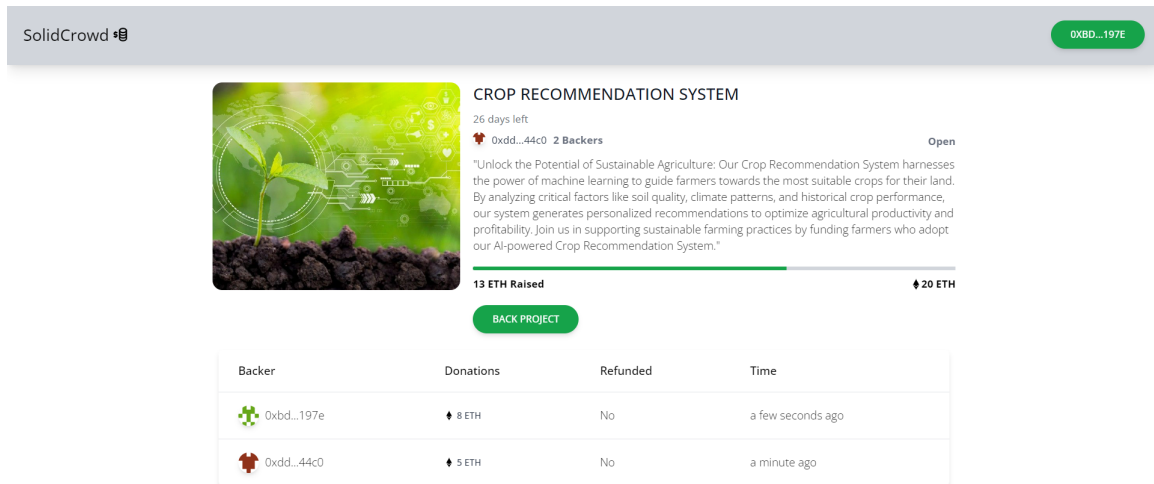 SolidCrowd
0XBD...197E
CROP RECOMMENDATION SYSTEM
26 days left
0xdd...44c0 2 Backers
Open
"Unlock the Potential of Sustainable Agriculture: Our Crop Recommendation System harnesses
the power of machine learning to guide farmers towards the most suitable crops for their land.
By analyzing critical factors like soil quality, climate patterns, and historical crop performance,
our system generates personalized recommendations to optimize agricultural productivity and
profitability. Join us in supporting sustainable farming practices by funding farmers who adopt
our AI-powered Crop Recommendation System."
13 ETH Raised
20 ETH
BACK PROJECT
Backer Donations Refunded Time
0xbd...197e 8 ETH No a few seconds ago
0xdd...44c0 5 ETH No a minute ago